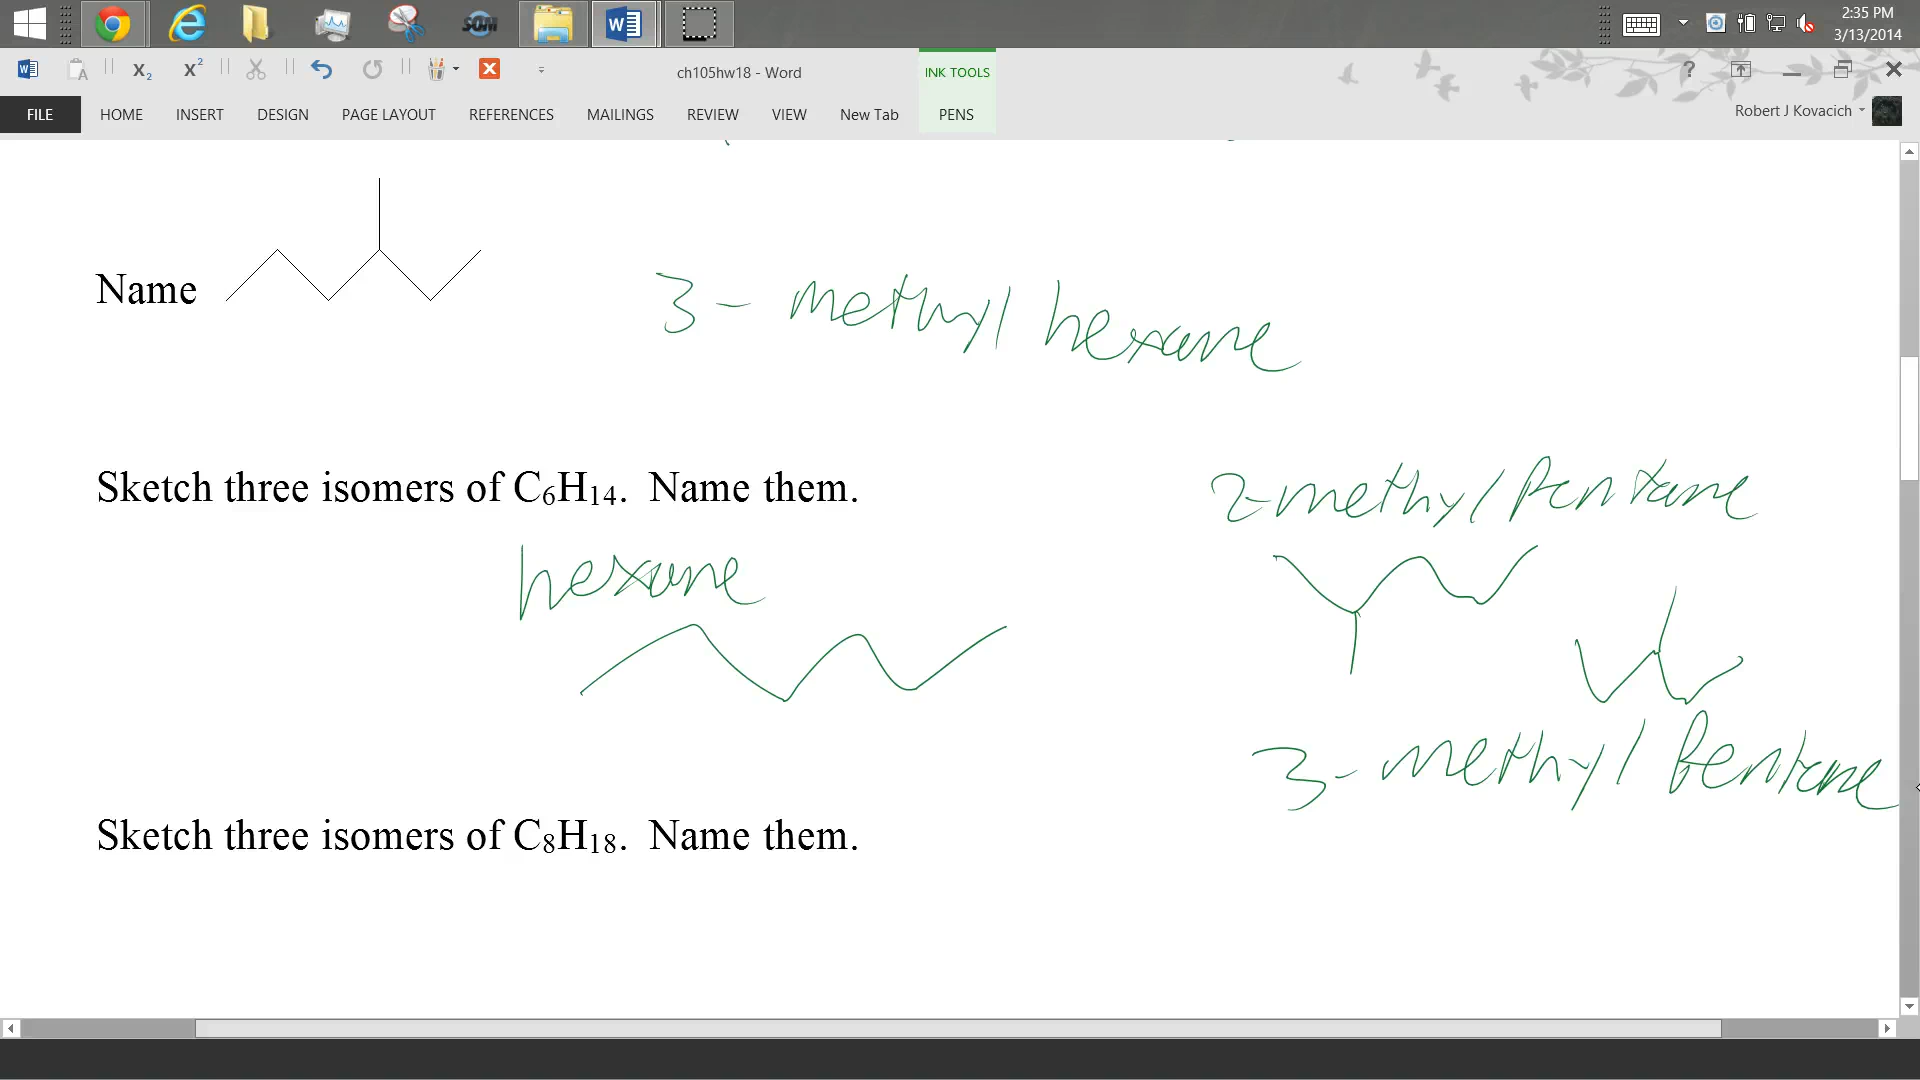 2:35 PM
3/13/2014
SQM
ch105hw18 - Word
INK TOOLS
FILE HOME INSERT DESIGN PAGE LAYOUT REFERENCES MAILINGS REVIEW VIEW New Tab PENS
Robert J Kovacich
Name
3- methyl hexane
Sketch three isomers of C₆H₁₄. Name them.
2-methyl Pentane
hexane
3- methyl Pentane
Sketch three isomers of C₈H₁₈. Name them.